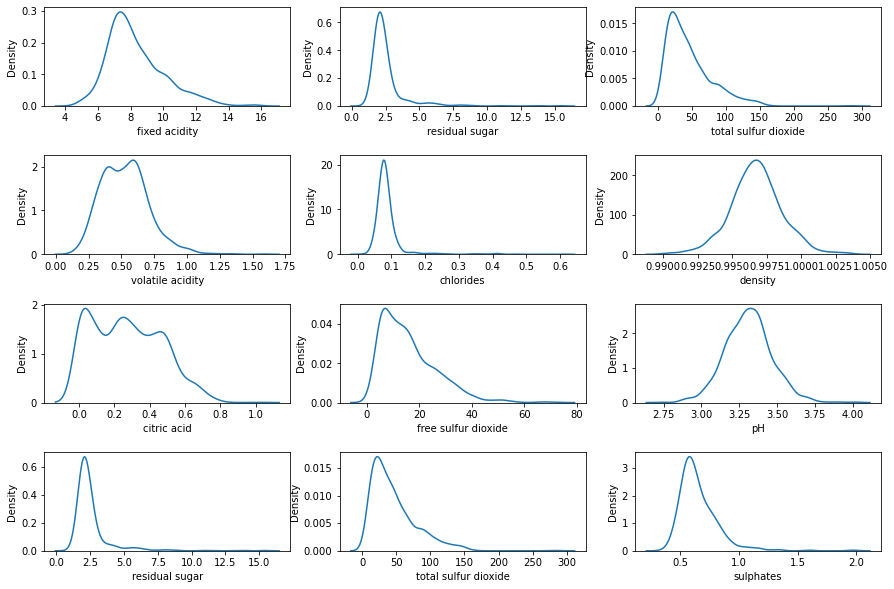 Density
0.3
0.2
0.1
0.0
4 6 8 10 12 14 16
fixed acidity
Density
0.6
0.4
0.2
0.0
0.0 2.5 5.0 7.5 10.0 12.5 15.0
residual sugar
Density
0.015
0.010
0.005
0.000
0 50 100 150 200 250 300
total sulfur dioxide
Density
2
1
0
0.00 0.25 0.50 0.75 1.00 1.25 1.50 1.75
volatile acidity
Density
20
10
0
0.0 0.1 0.2 0.3 0.4 0.5 0.6
chlorides
Density
200
100
0
0.9900 0.9925 0.9950 0.9975 1.0000 1.0025 1.0050
density
Density
2
1
0
0.0 0.2 0.4 0.6 0.8 1.0
citric acid
Density
0.04
0.02
0.00
0 20 40 60 80
free sulfur dioxide
Density
2
1
0
2.75 3.00 3.25 3.50 3.75 4.00
pH
Density
0.6
0.4
0.2
0.0
0.0 2.5 5.0 7.5 10.0 12.5 15.0
residual sugar
Density
0.015
0.010
0.005
0.000
0 50 100 150 200 250 300
total sulfur dioxide
Density
3
2
1
0
0.5 1.0 1.5 2.0
sulphates